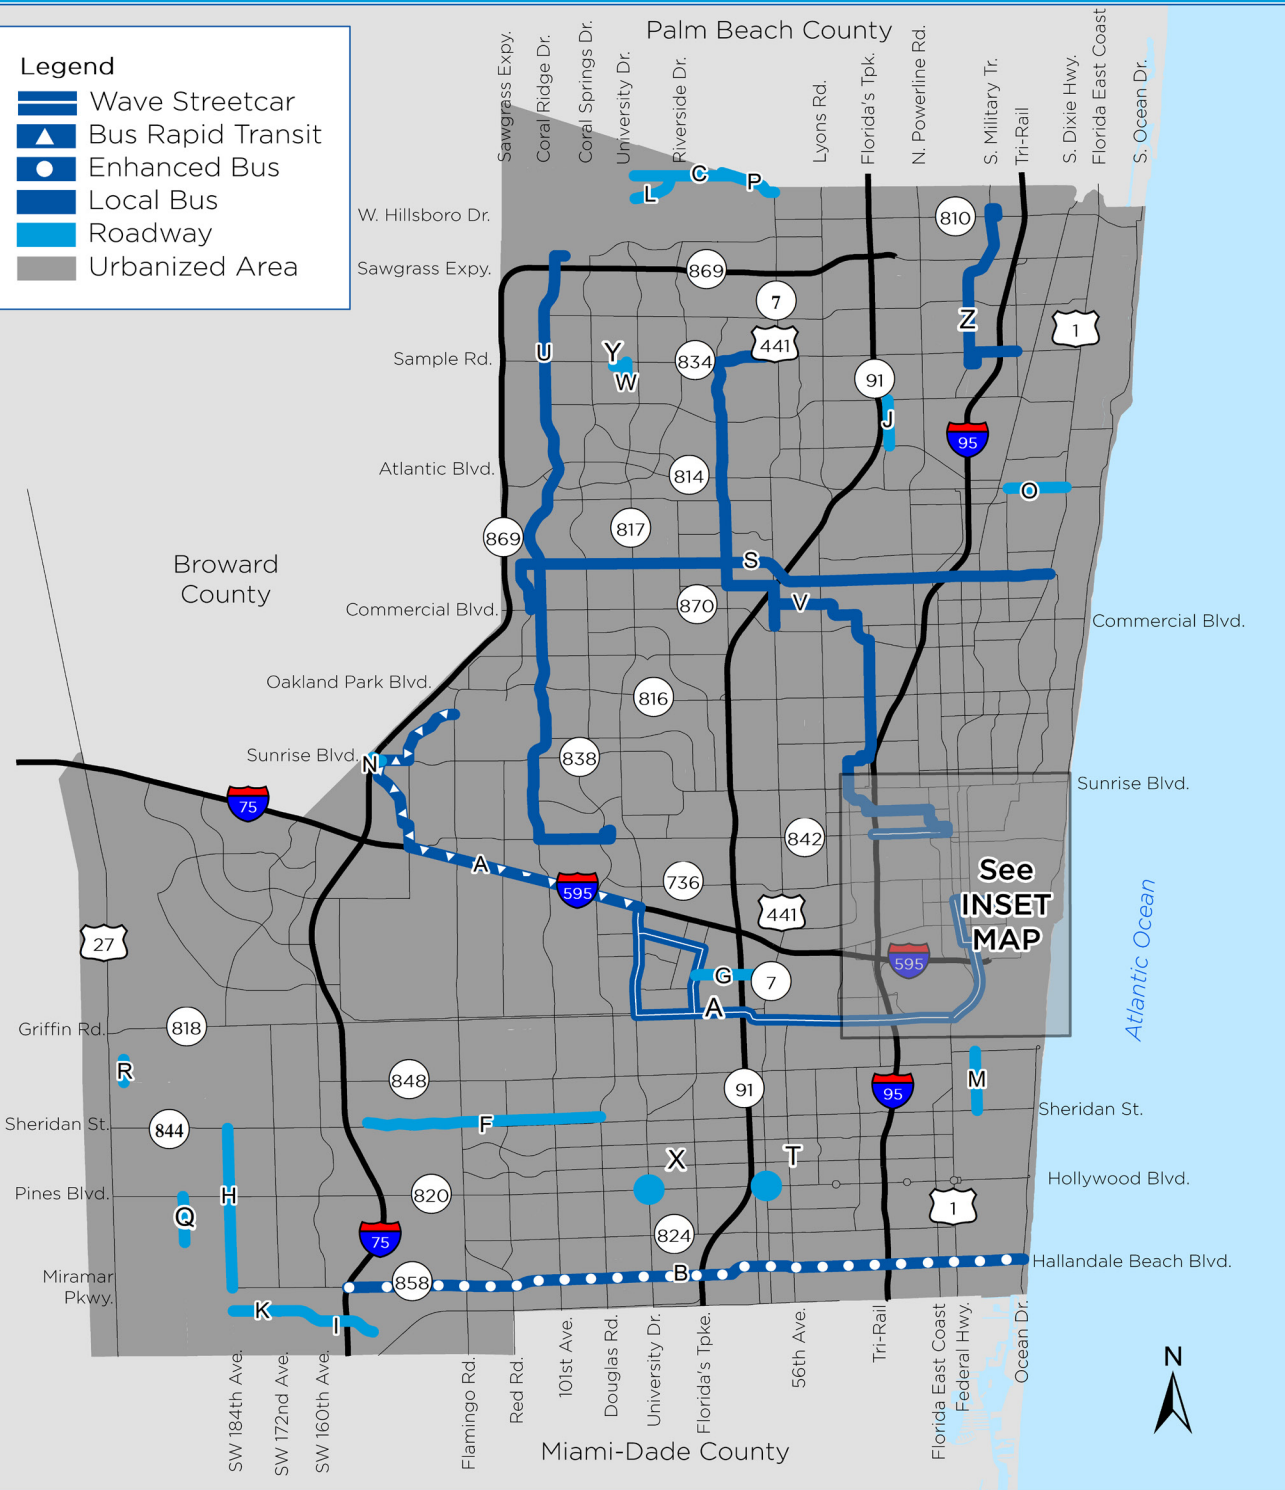 Palm Beach County
Legend
Wave Streetcar
Bus Rapid Transit
Enhanced Bus
Local Bus
Roadway
Urbanized Area
Sawgrass Expy.
Coral Ridge Dr.
Coral Springs Dr.
University Dr.
Riverside Dr.
Lyons Rd.
Florida's Tpk.
N. Powerline Rd.
S. Military Tr.
Tri-Rail
S. Dixie Hwy.
Florida East Coast
S. Ocean Dr.
C
P
L
W. Hillsboro Dr.
810
Sawgrass Expy.
869
7
Z
1
441
Sample Rd.
U
Y
W
834
91
J
95
Atlantic Blvd.
814
O
869
817
Broward
County
S
V
Commercial Blvd.
870
Commercial Blvd.
Oakland Park Blvd.
816
Sunrise Blvd.
N
838
Sunrise Blvd.
75
842
A
595
736
See
INSET
MAP
441
27
595
G
7
A
Atlantic Ocean
Griffin Rd.
818
R
848
91
95
M
Sheridan St.
844
F
Sheridan St.
X
T
Pines Blvd.
H
820
Hollywood Blvd.
Q
1
75
824
Miramar
Pkwy.
858
B
Hallandale Beach Blvd.
K
I
SW 184th Ave.
SW 172nd Ave.
SW 160th Ave.
Flamingo Rd.
Red Rd.
101st Ave.
Douglas Rd.
University Dr.
Florida's Tpke.
56th Ave.
Tri-Rail
Florida East Coast
Federal Hwy.
Ocean Dr.
N
Miami-Dade County